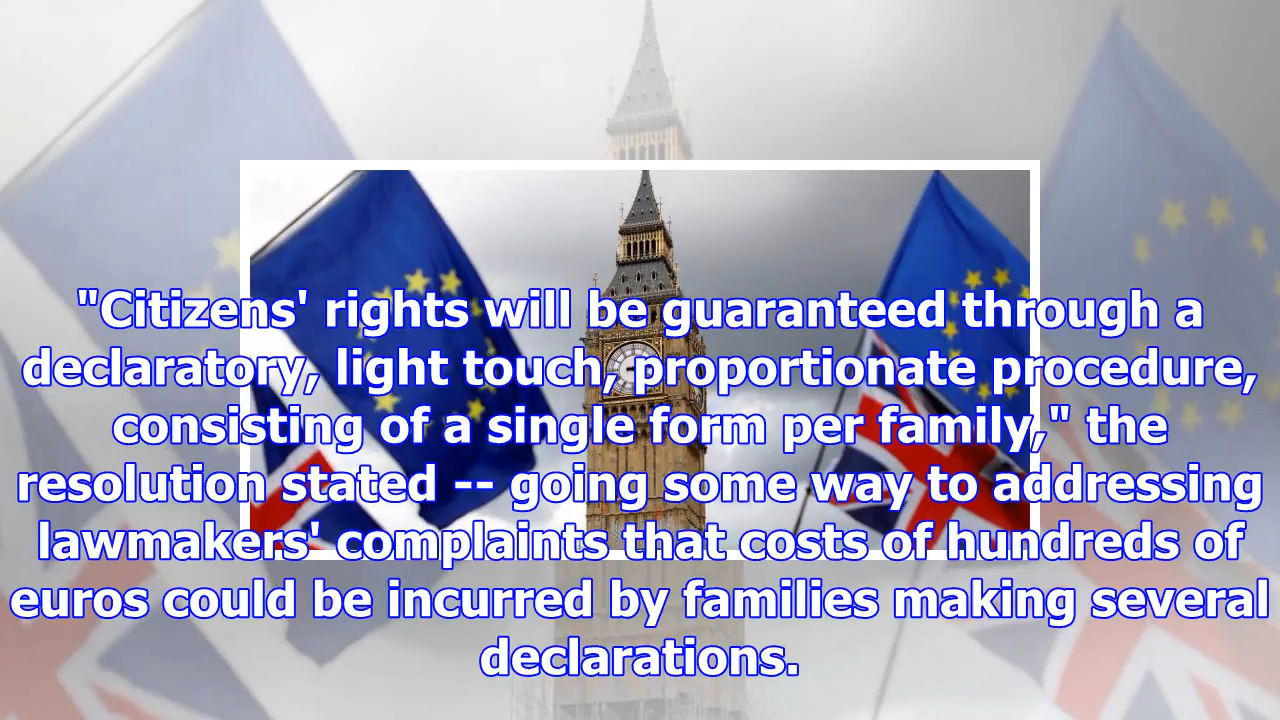 "Citizens' rights will be guaranteed through a
declaratory, light touch, proportionate procedure,
consisting of a single form per family," the
resolution stated -- going some way to addressing
lawmakers' complaints that costs of hundreds of
euros could be incurred by families making several
declarations.